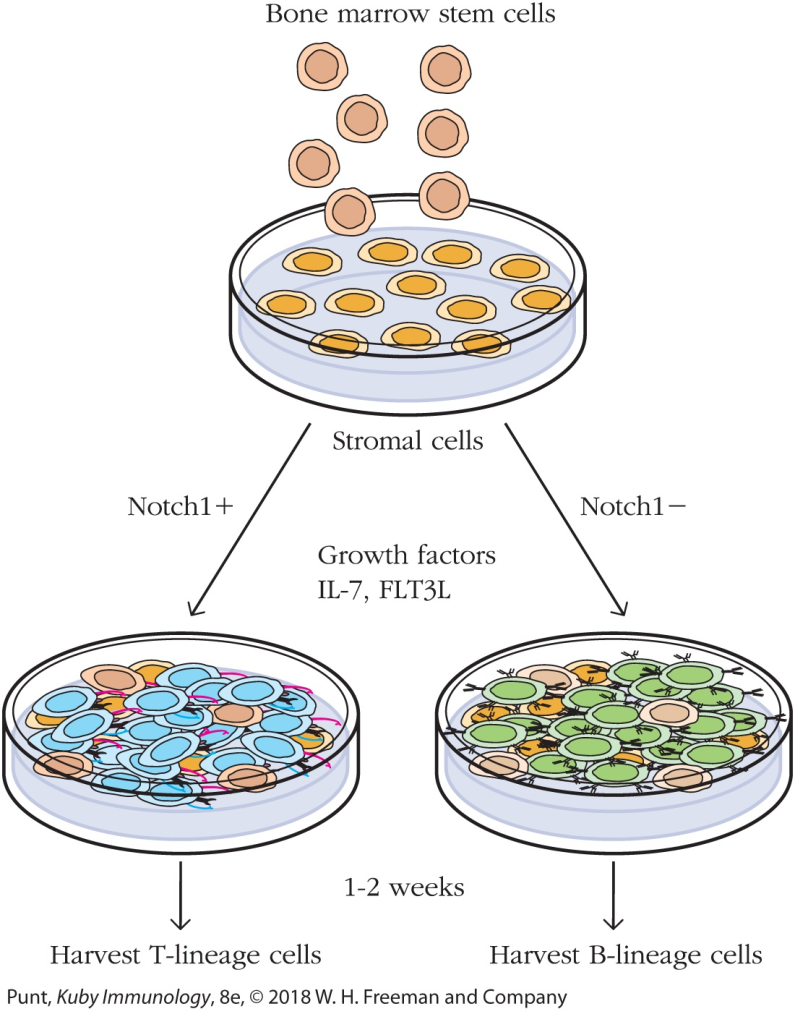 Bone marrow stem cells
Stromal cells
Notch1+
Notch1−
Growth factors
IL-7, FLT3L
1-2 weeks
Harvest T-lineage cells
Harvest B-lineage cells
Punt, Kuby Immunology, 8e, © 2018 W. H. Freeman and Company